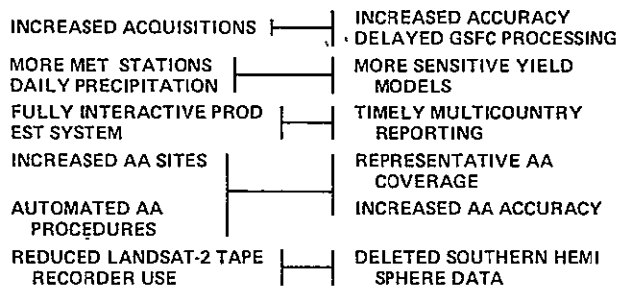 INCREASED ACQUISITIONS
INCREASED ACCURACY
DELAYED GSFC PROCESSING
MORE MET STATIONS
DAILY PRECIPITATION
MORE SENSITIVE YIELD
MODELS
FULLY INTERACTIVE PROD
EST SYSTEM
TIMELY MULTICOUNTRY
REPORTING
INCREASED AA SITES
AUTOMATED AA
PROCEDURES
REPRESENTATIVE AA
COVERAGE
INCREASED AA ACCURACY
REDUCED LANDSAT-2 TAPE
RECORDER USE
DELETED SOUTHERN HEMI
SPHERE DATA